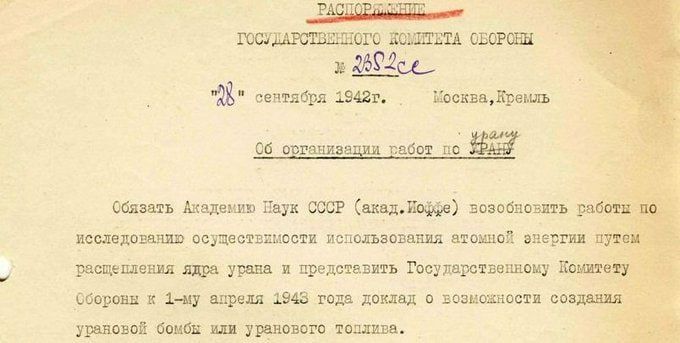 РАСПОРЯЖЕНИЕ
ГОСУДАРСТВЕННОГО КОМИТЕТА ОБОРОНЫ
№ 2352сс
"28" сентября 1942г. Москва,Кремль
урану
Об организации работ по УРАНУ
Обязать Академию Наук СССР (акад.Иоффе) возобновить работы по
исследованию осуществимости использования атомной энергии путем
расщепления ядра урана и представить Государственному Комитету
Обороны к 1-му апреля 1943 года доклад о возможности создания
урановой бомбы или уранового топлива.